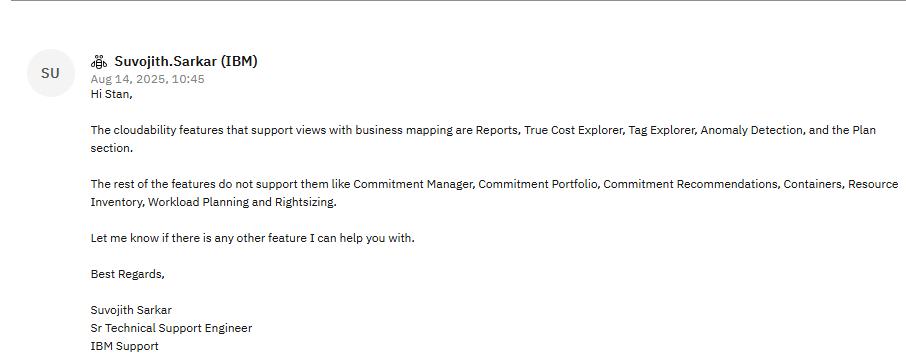 SU
Suvojith.Sarkar (IBM)
Aug 14, 2025, 10:45
Hi Stan,
The cloudability features that support views with business mapping are Reports, True Cost Explorer, Tag Explorer, Anomaly Detection, and the Plan
section.
The rest of the features do not support them like Commitment Manager, Commitment Portfolio, Commitment Recommendations, Containers, Resource
Inventory, Workload Planning and Rightsizing.
Let me know if there is any other feature I can help you with.
Best Regards,
Suvojith Sarkar
Sr Technical Support Engineer
IBM Support